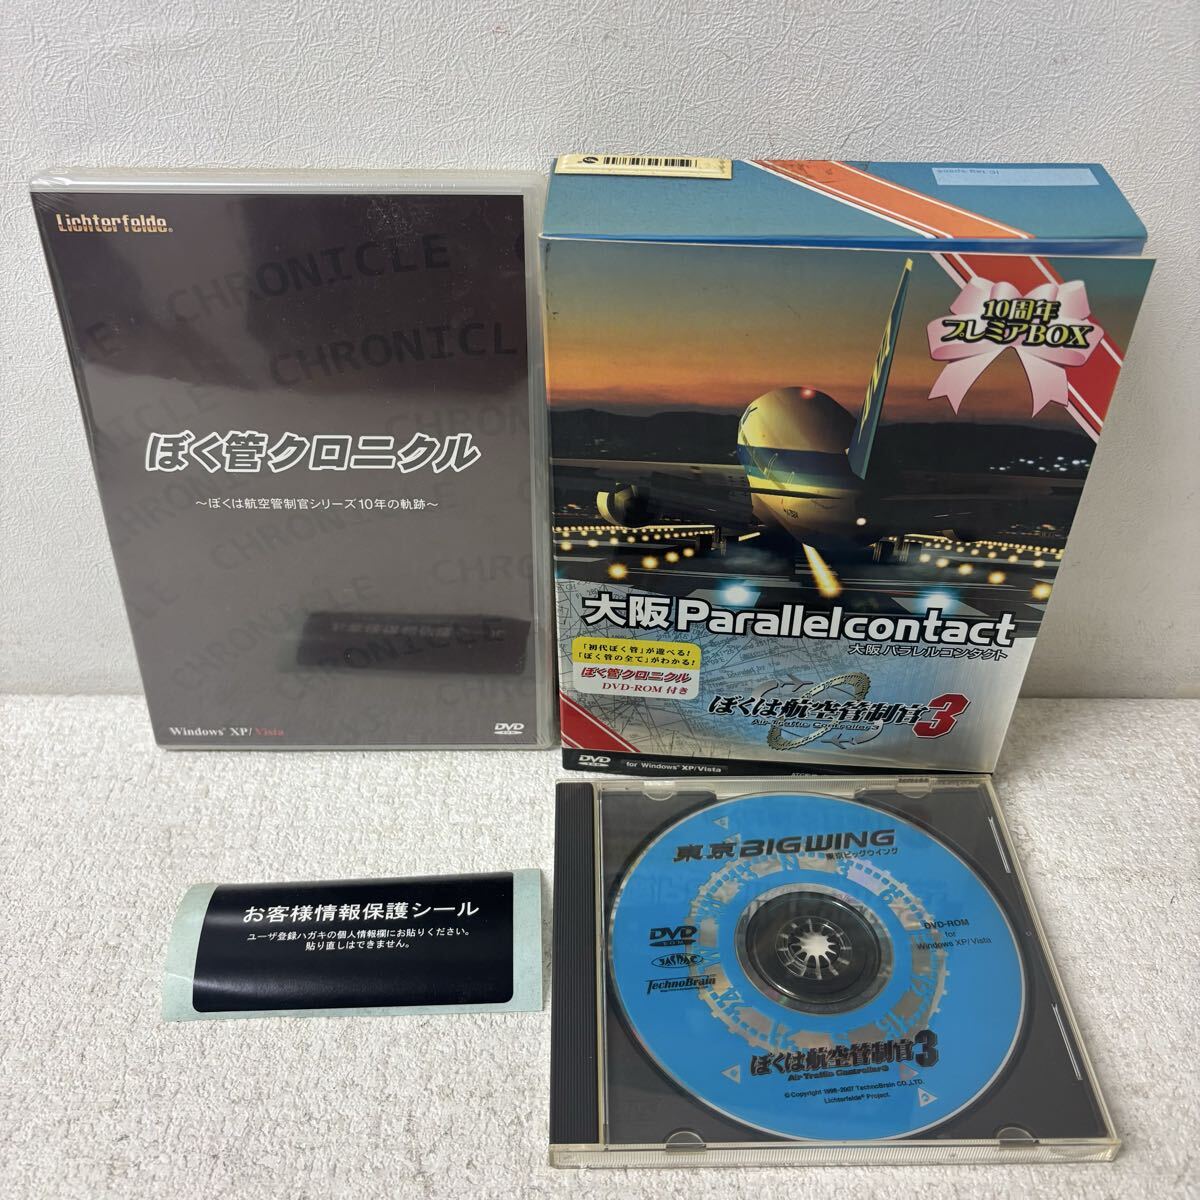 Lichterfelde®
CHRONICLE
CHRONICL
ぼく管クロニクル
～ぼくは航空管制官シリーズ10年の軌跡～
CHRONICLE
CHRONICLE
Windows® XP/Vista
DVD
10周年
プレミアBOX
大阪Parallelcontact
大阪パラレルコンタクト
「初代ぼく管」が遊べる!
「ぼく管の全て」がわかる!
ぼく管クロニクル
DVD-ROM 付き
ぼくは航空管制官3
Air Traffic Controller3
DVD
for Windows® XP/Vista
東京BIGWING
東京ビッグウイング
DVD
DVD-ROM
for
Windows XP/Vista
TechnoBrain
ぼくは航空管制官3
Air Traffic Controller3
© Copyright 1998-2007 TechnoBrain CO.,LTD.
Lichterfelde® Project.
お客様情報保護シール
ユーザ登録ハガキの個人情報欄にお貼りください。
貼り直しはできません。